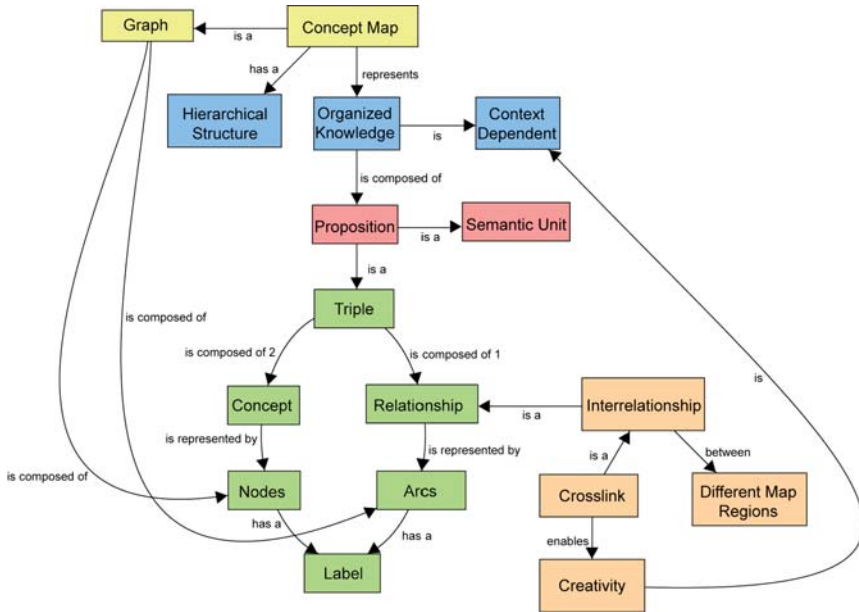 Graph
is a
Concept Map
has a
represents
Hierarchical
Structure
Organized
Knowledge
is
Context
Dependent
is composed of
Proposition
is a
Semantic Unit
is a
Triple
is composed of
is composed of 2
is composed of 1
is
Concept
Relationship
is a
Interrelationship
is represented by
is represented by
is a
between
is composed of
Nodes
Arcs
Crosslink
Different Map
Regions
has a
has a
enables
Label
Creativity